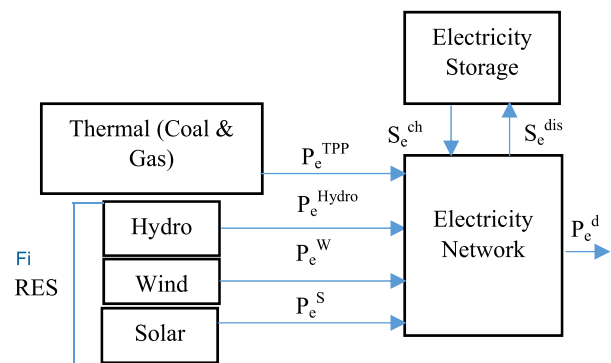 Electricity
Storage
Thermal (Coal &
Gas)
S_e^ch
S_e^dis
P_e^TPP
P_e^Hydro
Hydro
Electricity
Network
P_e^d
Fi
RES
P_e^W
Wind
P_e^S
Solar